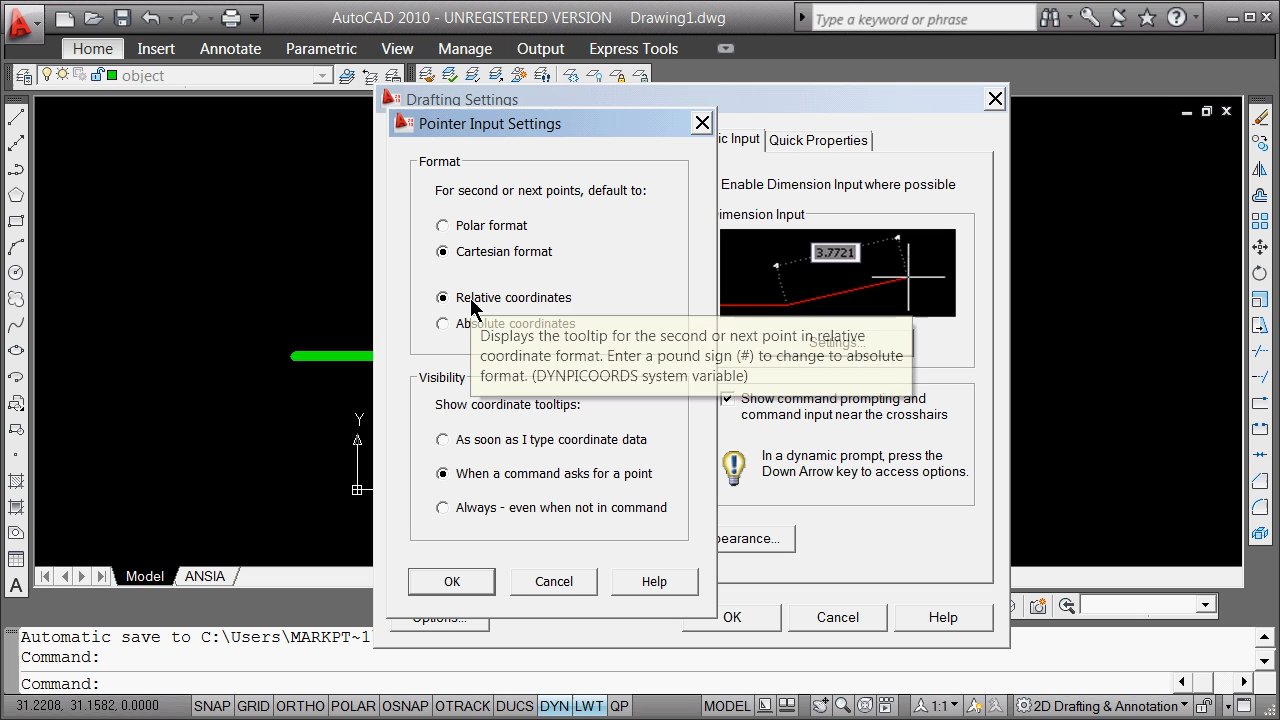 AutoCAD 2010 - UNREGISTERED VERSION Drawing1.dwg
Type a keyword or phrase
Home Insert Annotate Parametric View Manage Output Express Tools
object
Drafting Settings
Pointer Input Settings
Quick Properties
Format
For second or next points, default to:
Polar format
Cartesian format
Relative coordinates
Absolute coordinates
Displays the tooltip for the second or next point in relative
coordinate format. Enter a pound sign (#) to change to absolute
format. (DYNPICOORDS system variable)
Visibility
Show coordinate tooltips:
As soon as I type coordinate data
When a command asks for a point
Always - even when not in command
OK Cancel Help
Enable Dimension Input where possible
imension Input
3.7721
Settings...
Show command prompting and
command input near the crosshairs
In a dynamic prompt, press the
Down Arrow key to access options.
pearance...
Options...
OK Cancel Help
Y
A
Model ANSIA
Automatic save to C:\Users\MARKPT~1
Command:
Command:
31.2208, 31.1582, 0.0000 SNAP GRID ORTHO POLAR OSNAP OTRACK DUCS DYN LWT QP MODEL 1:1 2D Drafting & Annotation